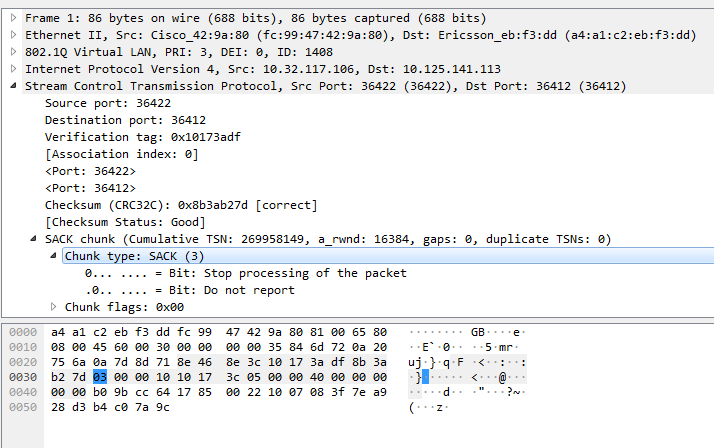 Frame 1: 86 bytes on wire (688 bits), 86 bytes captured (688 bits)
Ethernet II, Src: Cisco_42:9a:80 (fc:99:47:42:9a:80), Dst: Ericsson_eb:f3:dd (a4:a1:c2:eb:f3:dd)
802.1Q Virtual LAN, PRI: 3, DEI: 0, ID: 1408
Internet Protocol Version 4, Src: 10.32.117.106, Dst: 10.125.141.113
Stream Control Transmission Protocol, Src Port: 36422 (36422), Dst Port: 36412 (36412)
Source port: 36422
Destination port: 36412
Verification tag: 0x10173adf
[Association index: 0]
<Port: 36422>
<Port: 36412>
Checksum (CRC32C): 0x8b3ab27d [correct]
[Checksum Status: Good]
SACK chunk (Cumulative TSN: 269958149, a_rwnd: 16384, gaps: 0, duplicate TSNs: 0)
Chunk type: SACK (3)
0... .... = Bit: Stop processing of the packet
.0.. .... = Bit: Do not report
Chunk flags: 0x00
0000 a4 a1 c2 eb f3 dd fc 99 47 42 9a 80 81 00 65 80 ········ GB····e·
0010 08 00 45 60 00 30 00 00 00 00 35 84 6d 72 0a 20 ··E`·0·· ··5·mr·
0020 75 6a 0a 7d 8d 71 8e 46 8e 3c 10 17 3a df 8b 3a uj·}·q·F ·<··:··:
0030 b2 7d 03 00 00 10 10 17 3c 05 00 00 40 00 00 00 ·}······ <···@···
0040 00 00 b0 9b cc 64 17 85 00 22 10 07 08 3f 7e a9 ·····d·· ·"···?~·
0050 28 d3 b4 c0 7a 9c (···z·